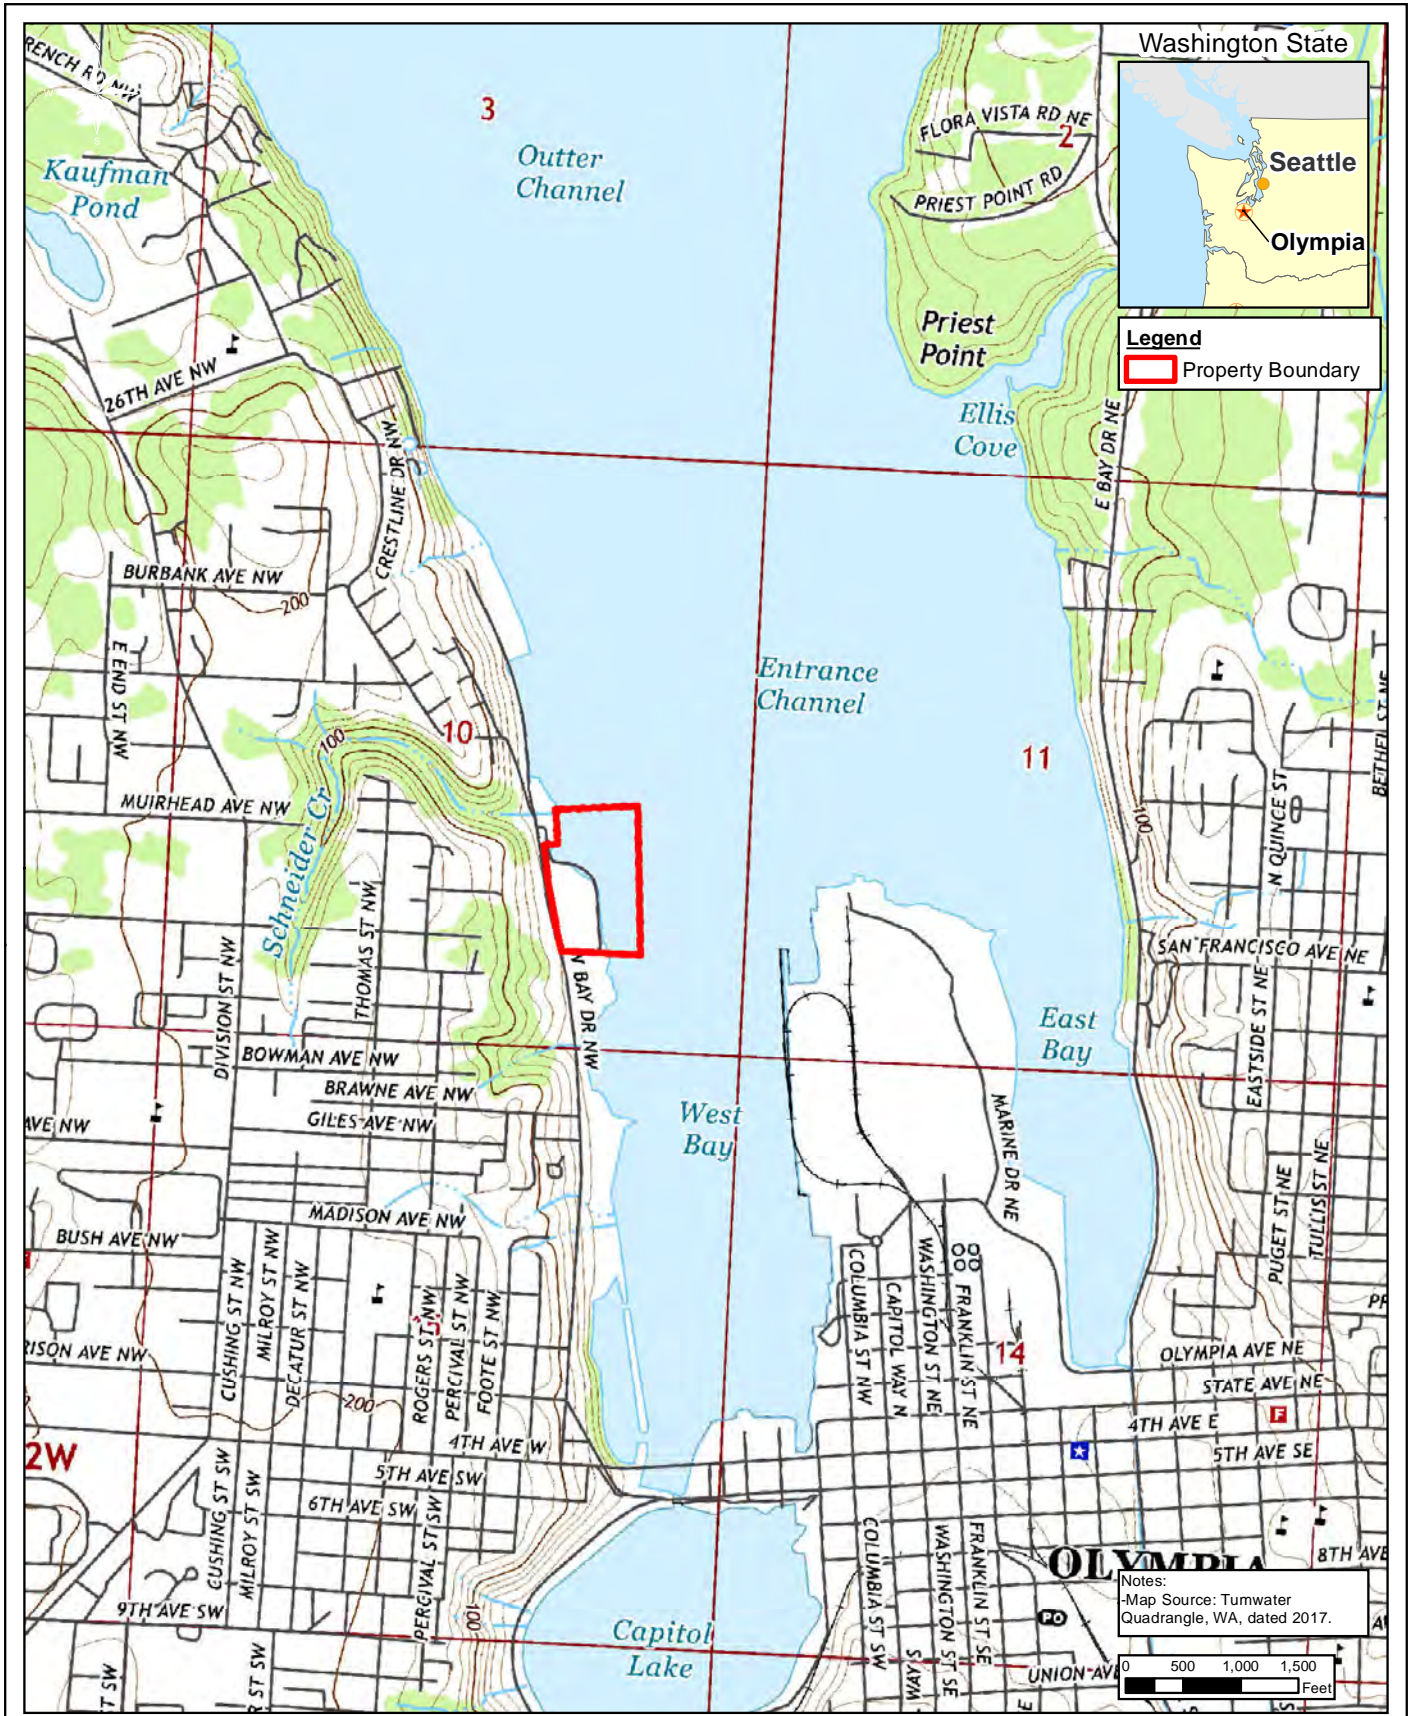 Washington State
Seattle
Olympia
Legend
Property Boundary
3
2
FLORA VISTA RD NE
PRIEST POINT RD
Outter
Channel
Kaufman
Pond
Priest
Point
Ellis
Cove
26TH AVE NW
CRESTLINE DR NW
E BAY DR NE
BURBANK AVE NW
200
E END ST NW
Entrance
Channel
10
100
11
BETHEL ST NE
MUIRHEAD AVE NW
Schneider Cr
N QUINCE ST
100
THOMAS ST NW
DIVISION ST NW
SAN FRANCISCO AVE NE
EASTSIDE ST NE
BAY DR NW
East
Bay
BOWMAN AVE NW
BRAWNE AVE NW
GILES AVE NW
AVE NW
West
Bay
MARINE DR NE
MADISON AVE NW
BUSH AVE NW
PUGET ST NE
TULLIS ST NE
CUSHING ST NW
MILROY ST NW
DECATUR ST NW
ROGERS ST NW
PERCIVAL ST NW
FOOTE ST NW
COLUMBIA ST NW
CAPITOL WAY N
WASHINGTON ST NE
FRANKLIN ST NE
14
RISON AVE NW
OLYMPIA AVE NE
STATE AVE NE
200
4TH AVE W
4TH AVE E
F
2W
5TH AVE SW
5TH AVE SE
6TH AVE SW
CUSHING ST SW
MILROY ST SW
PERCIVAL ST SW
COLUMBIA ST SW
WASHINGTON ST SE
FRANKLIN ST SE
OLYMPIA
8TH AVE
9TH AVE SW
100
PO
Capitol
Lake
WAY S
UNION AVE
ST SW
R ST SW
Notes:
-Map Source: Tumwater
Quadrangle, WA, dated 2017.
0 500 1,000 1,500
Feet